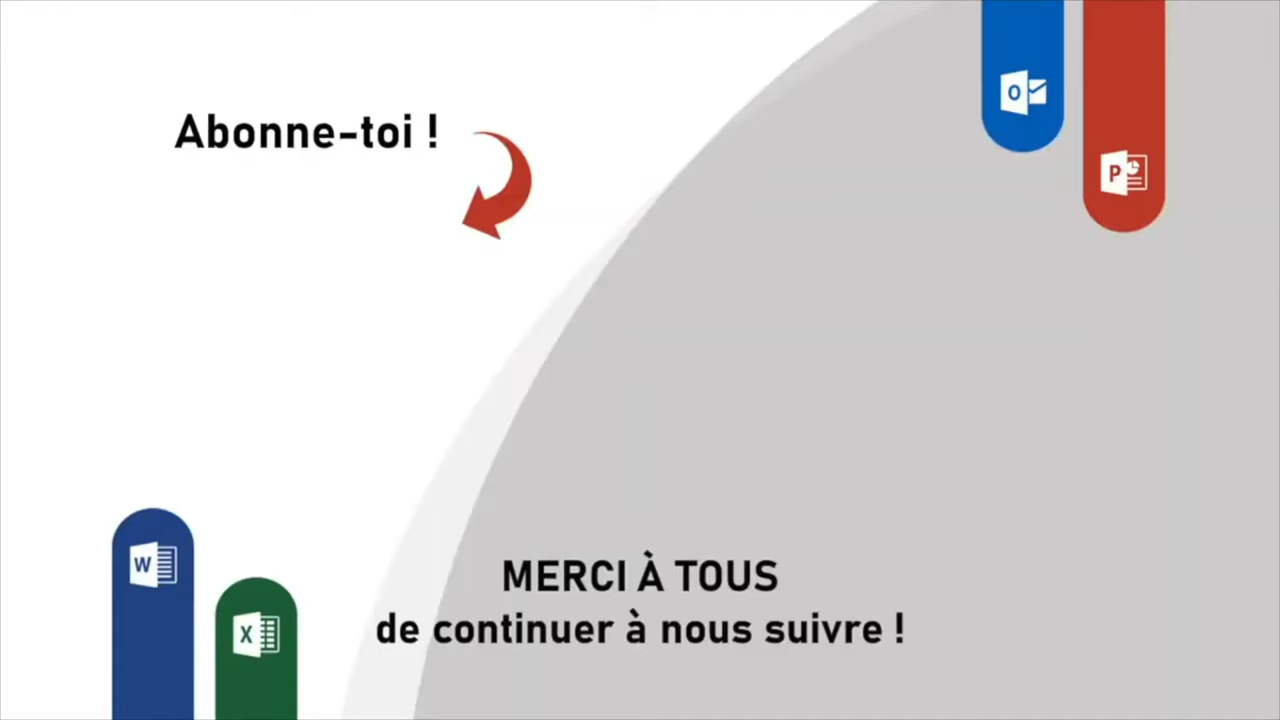 Abonne-toi !
O
P
W
X
MERCI À TOUS
de continuer à nous suivre !